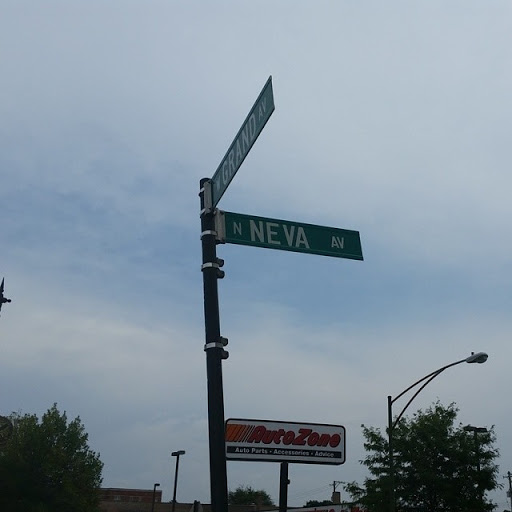 W GRAND AV
N NEVA AV
AutoZone
Auto Parts • Accessories • Advice